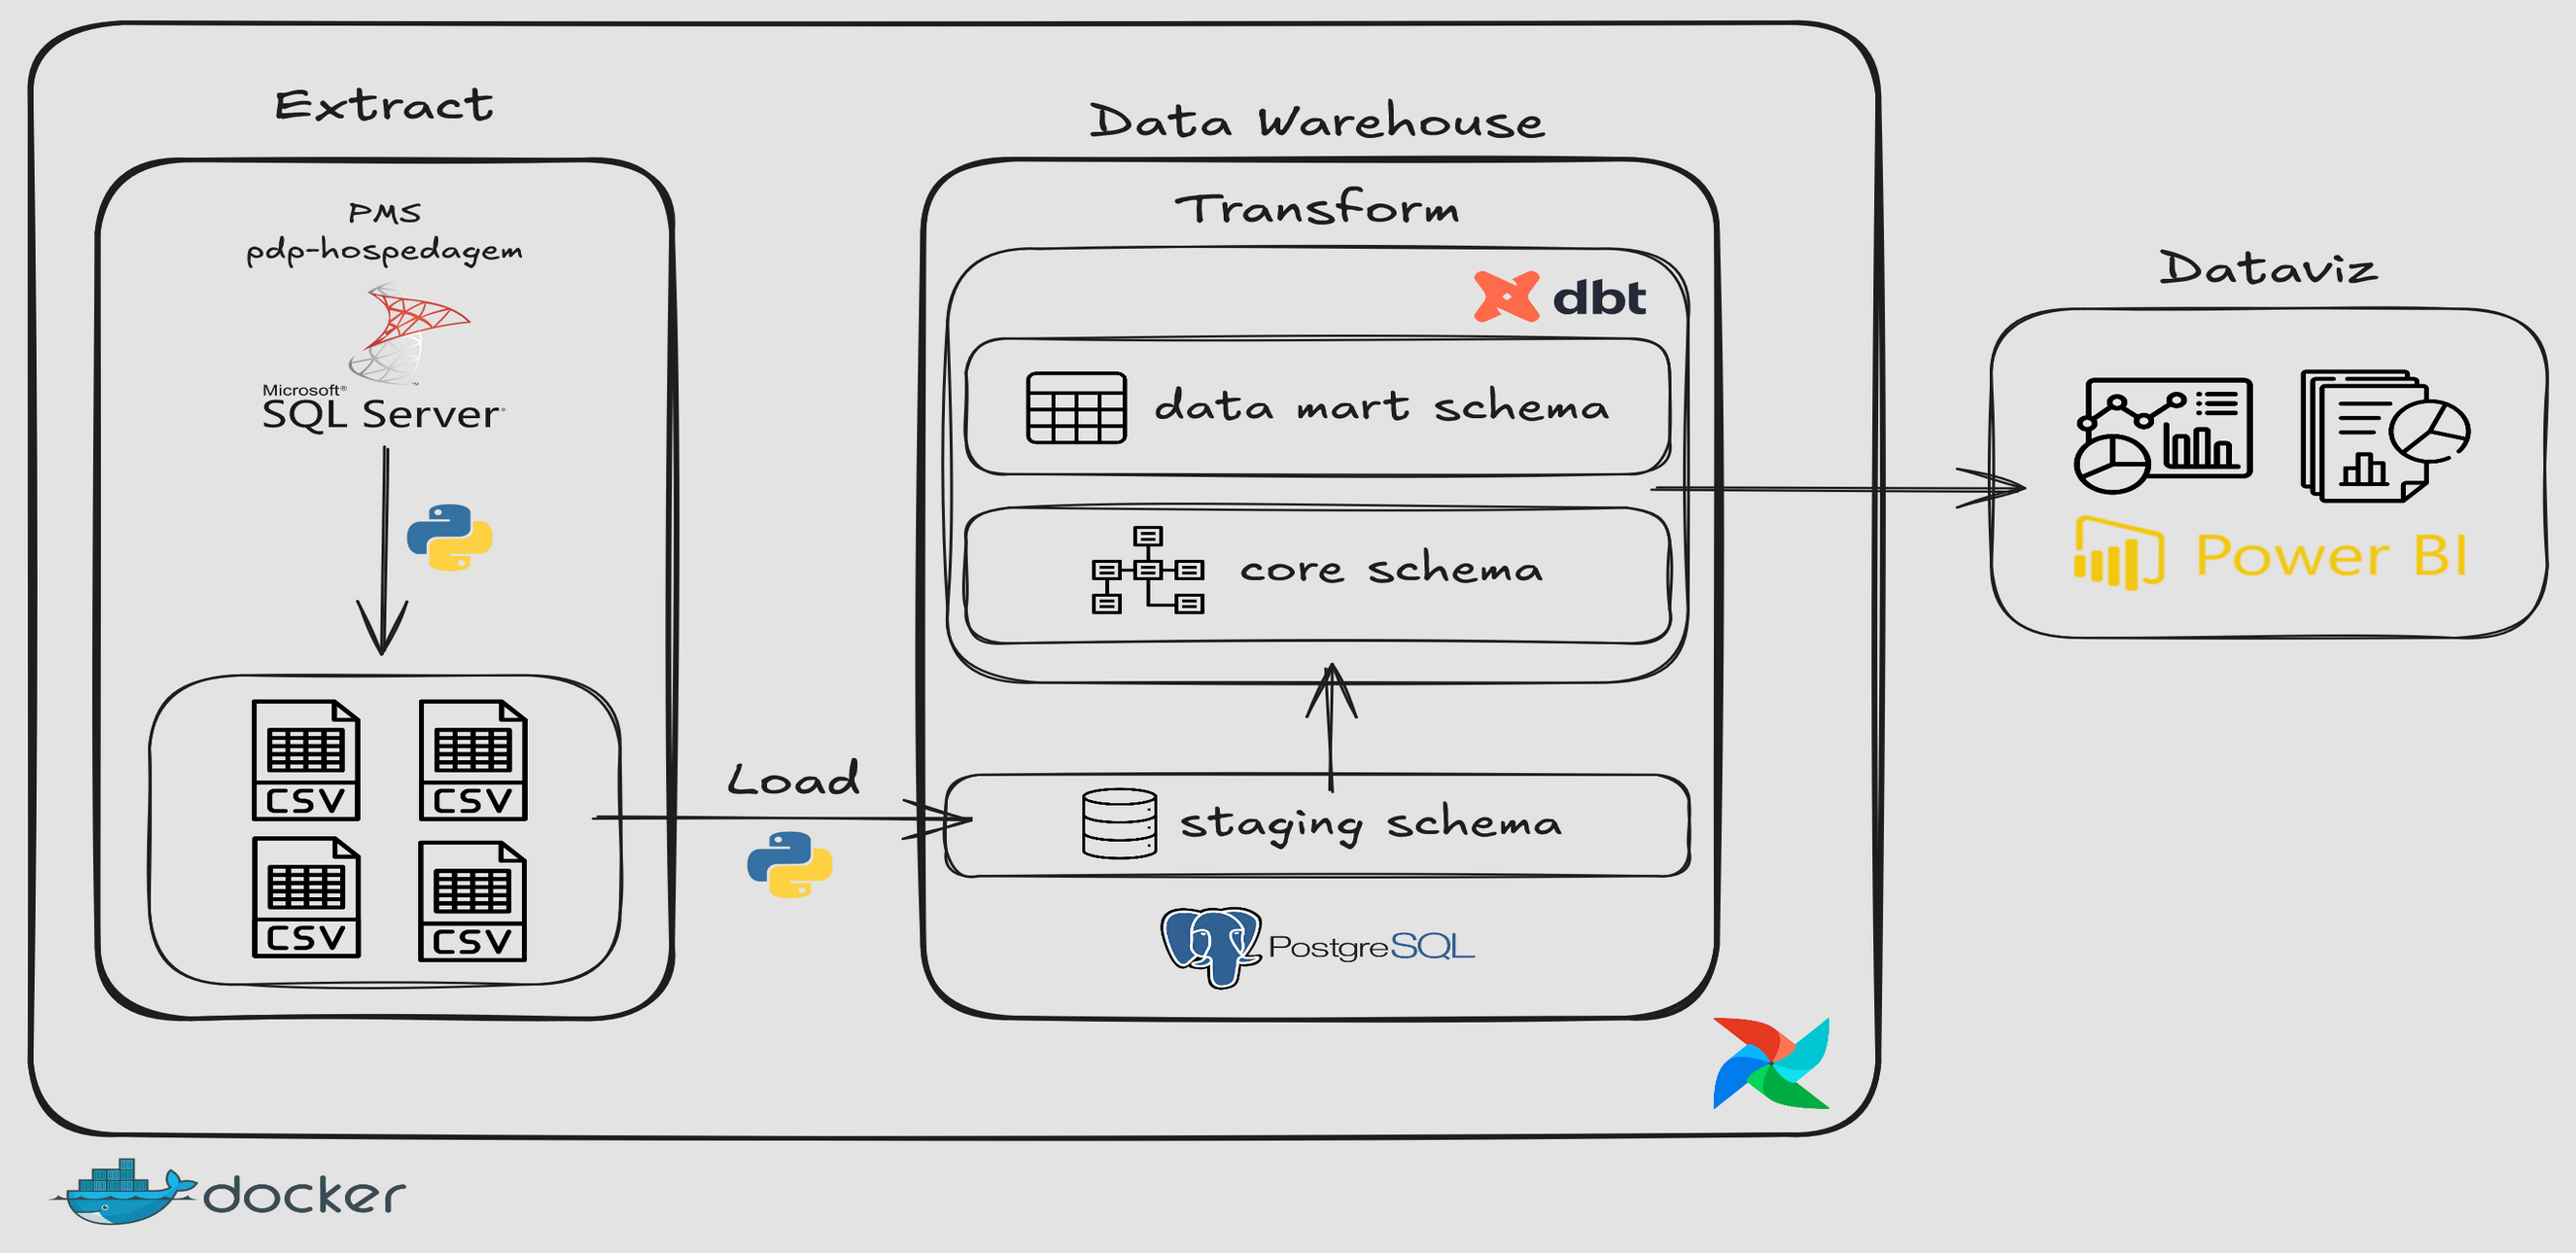 Extract
PMS
pdp-hospedagem
Microsoft®
SQL Server
CSV
CSV
CSV
CSV
Load
Data Warehouse
Transform
dbt
data mart schema
core schema
staging schema
PostgreSQL
Dataviz
Power BI
docker